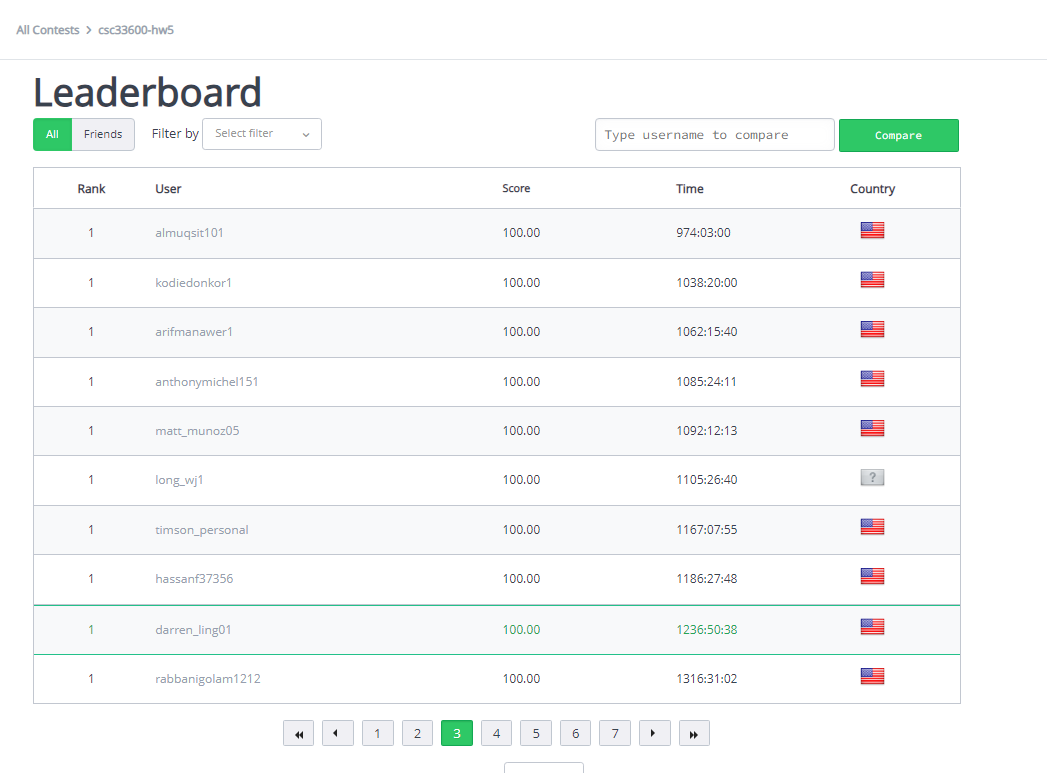 All Contests > csc33600-hw5
Leaderboard
All Friends Filter by Select filter Type username to compare Compare
Rank User Score Time Country
1 almuqsit101 100.00 974:03:00
1 kodiedonkor1 100.00 1038:20:00
1 arifmanawer1 100.00 1062:15:40
1 anthonymichel151 100.00 1085:24:11
1 matt_munoz05 100.00 1092:12:13
1 long_wj1 100.00 1105:26:40 ?
1 timson_personal 100.00 1167:07:55
1 hassanf37356 100.00 1186:27:48
1 darren_ling01 100.00 1236:50:38
1 rabbanigolam1212 100.00 1316:31:02
1 2 3 4 5 6 7